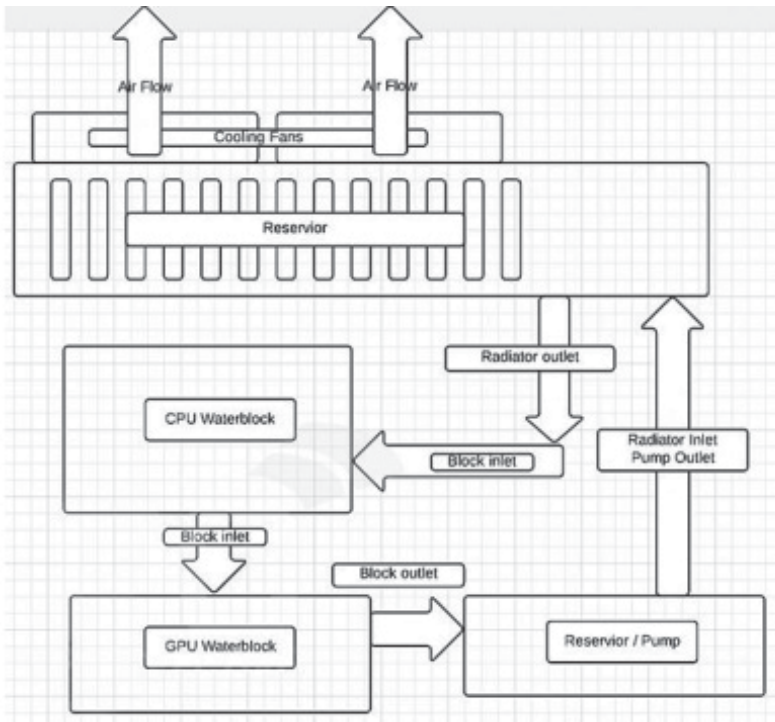 Air Flow
Air Flow
Cooling Fans
Reservior
Radiator outlet
CPU Waterblock
Block inlet
Radiator Inlet
Pump Outlet
Block inlet
Block outlet
GPU Waterblock
Reservior / Pump